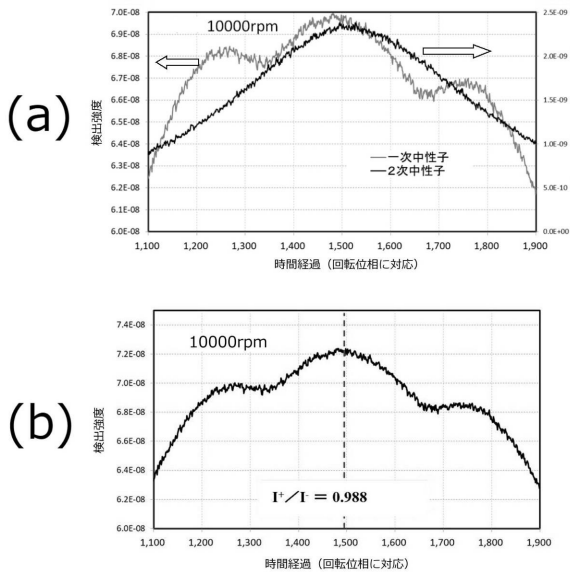 (a)
10000rpm
検出強度
7.0E-08
6.9E-08
6.8E-08
6.7E-08
6.6E-08
6.5E-08
6.4E-08
6.3E-08
6.2E-08
6.1E-08
6.0E-08
2.5E-09
2.0E-09
1.5E-09
1.0E-09
5.0E-10
0.0E+00
一次中性子
2次中性子
1,100 1,200 1,300 1,400 1,500 1,600 1,700 1,800 1,900
時間経過（回転位相に対応）
(b)
10000rpm
検出強度
7.4E-08
7.2E-08
7.0E-08
6.8E-08
6.6E-08
6.4E-08
6.2E-08
6.0E-08
I⁺／I⁻ = 0.988
1,100 1,200 1,300 1,400 1,500 1,600 1,700 1,800 1,900
時間経過（回転位相に対応）